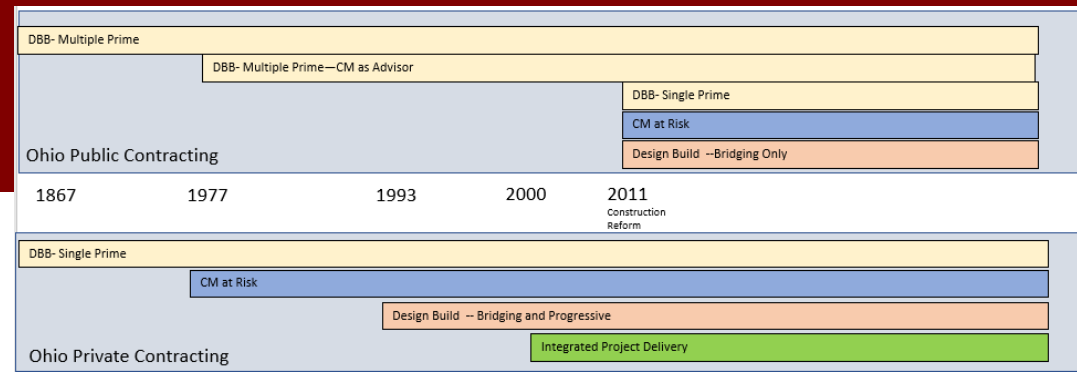 DBB- Multiple Prime
DBB- Multiple Prime—CM as Advisor
DBB- Single Prime
CM at Risk
Ohio Public Contracting
Design Build --Bridging Only
1867 1977 1993 2000 2011
Construction
Reform
DBB- Single Prime
CM at Risk
Design Build -- Bridging and Progressive
Integrated Project Delivery
Ohio Private Contracting